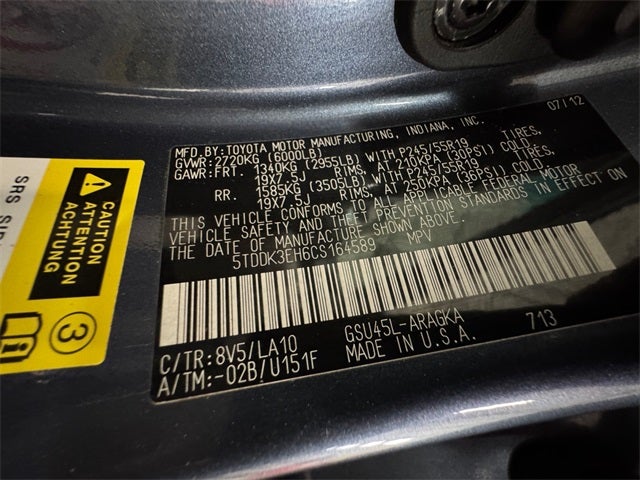 07/12
MFD.BY:TOYOTA MOTOR MANUFACTURING, INDIANA, INC.
GVWR:2720KG (6000LB)
GAWR:FRT. 1340KG (2955LB) WITH P245/55R19 TIRES,
19X7.5J RIMS, AT 210KPA (30PSI) COLD.
RR. 1585KG (3505LB) WITH P245/55R19 TIRES,
19X7.5J RIMS, AT 250KPA (36PSI) COLD.
THIS VEHICLE CONFORMS TO ALL APPLICABLE FEDERAL MOTOR
VEHICLE SAFETY AND THEFT PREVENTION STANDARDS IN EFFECT ON
THE DATE OF MANUFACTURE SHOWN ABOVE.
5TDDK3EH6CS164589 MPV
C/TR:8V5/LA10 GSU45L-ARAGKA
A/TM:-02B/U151F MADE IN U.S.A. 713
CAUTION
ATTENTION
ACHTUNG
SRS
3
i